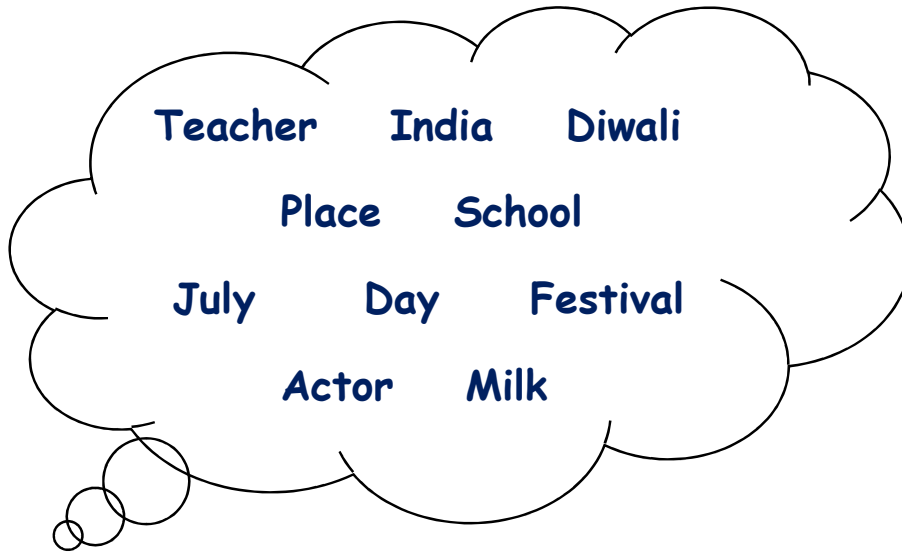 Teacher India Diwali
Place School
July Day Festival
Actor Milk